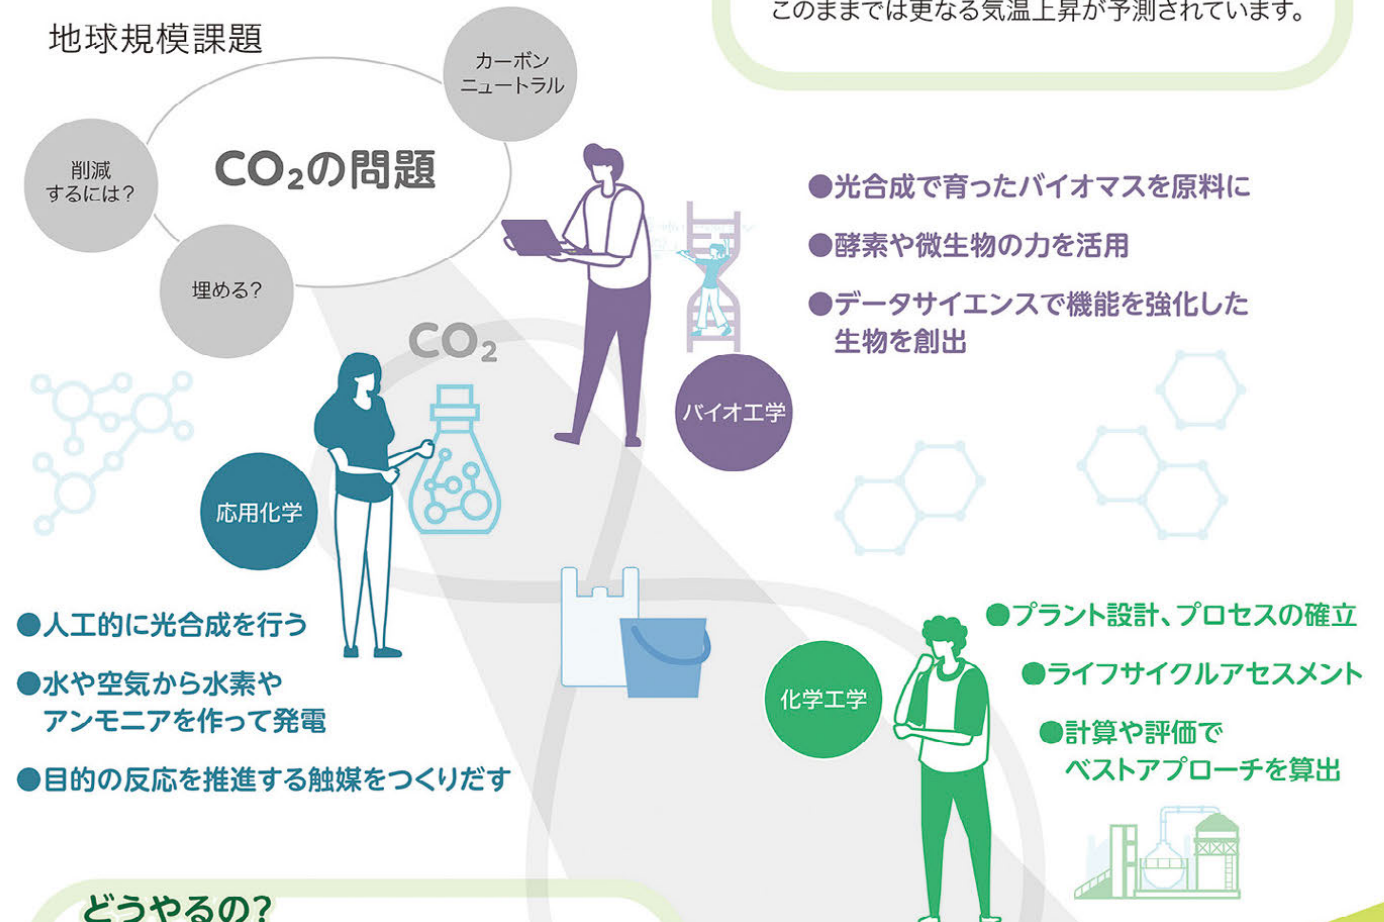 このままでは更なる気温上昇が予測されています。
地球規模課題
カーボン
ニュートラル
CO₂の問題
削減
するには？
埋める？
●光合成で育ったバイオマスを原料に
●酵素や微生物の力を活用
●データサイエンスで機能を強化した
生物を創出
CO₂
バイオ工学
応用化学
●人工的に光合成を行う
●水や空気から水素や
アンモニアを作って発電
●目的の反応を推進する触媒をつくりだす
化学工学
●プラント設計、プロセスの確立
●ライフサイクルアセスメント
●計算や評価で
ベストアプローチを算出
どうやるの？